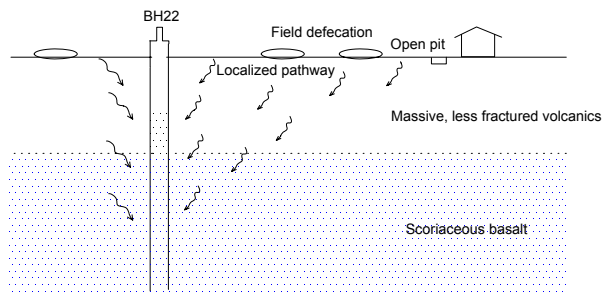 BH22
Field defecation
Open pit
Localized pathway
Massive, less fractured volcanics
Scoriaceous basalt